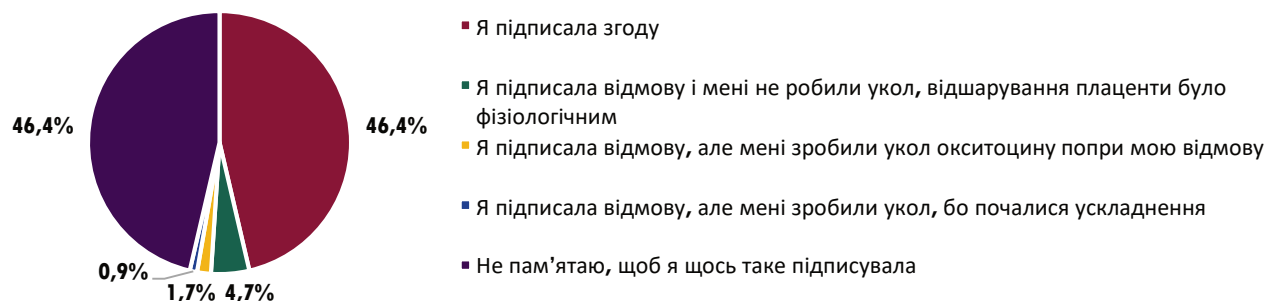 Я підписала згоду
Я підписала відмову і мені не робили укол, відшарування плаценти було
фізіологічним
46,4%
46,4%
Я підписала відмову, але мені зробили укол окситоцину попри мою відмову
Я підписала відмову, але мені зробили укол, бо почалися ускладнення
0,9%
Не пам’ятаю, щоб я щось таке підписувала
1,7%
4,7%